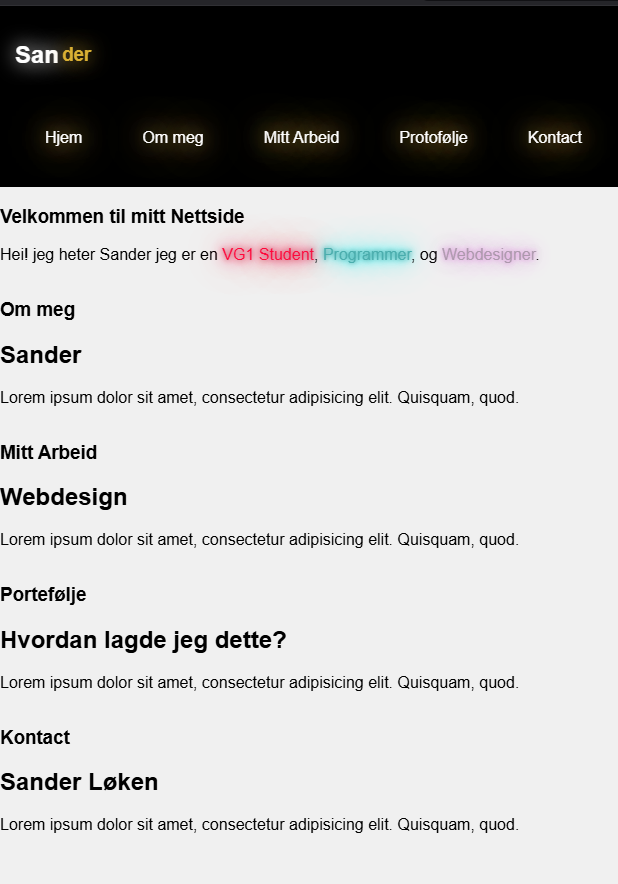 San der
Hjem Om meg Mitt Arbeid Protofølje Kontact
Velkommen til mitt Nettside
Hei! jeg heter Sander jeg er en VG1 Student, Programmer, og Webdesigner.
Om meg
Sander
Lorem ipsum dolor sit amet, consectetur adipisicing elit. Quisquam, quod.
Mitt Arbeid
Webdesign
Lorem ipsum dolor sit amet, consectetur adipisicing elit. Quisquam, quod.
Portefølje
Hvordan lagde jeg dette?
Lorem ipsum dolor sit amet, consectetur adipisicing elit. Quisquam, quod.
Kontact
Sander Løken
Lorem ipsum dolor sit amet, consectetur adipisicing elit. Quisquam, quod.